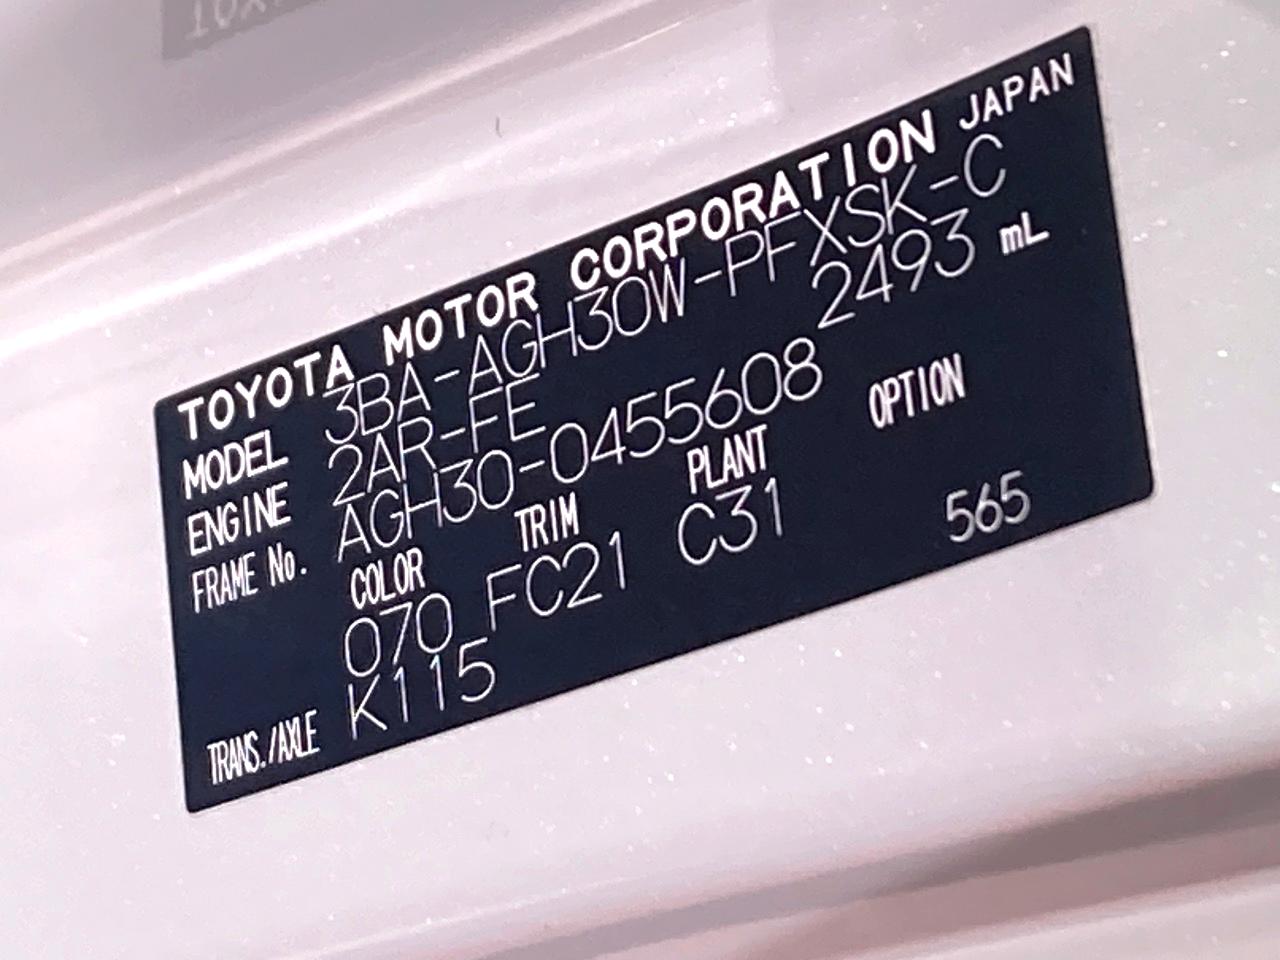 TOYOTA MOTOR CORPORATION JAPAN
MODEL 3BA-AGH30W-PFXSK-C
ENGINE 2AR-FE 2493 mL
FRAME No. AGH30-0455608
COLOR TRIM PLANT OPTION
070 FC21 C31 565
TRANS./AXLE K115